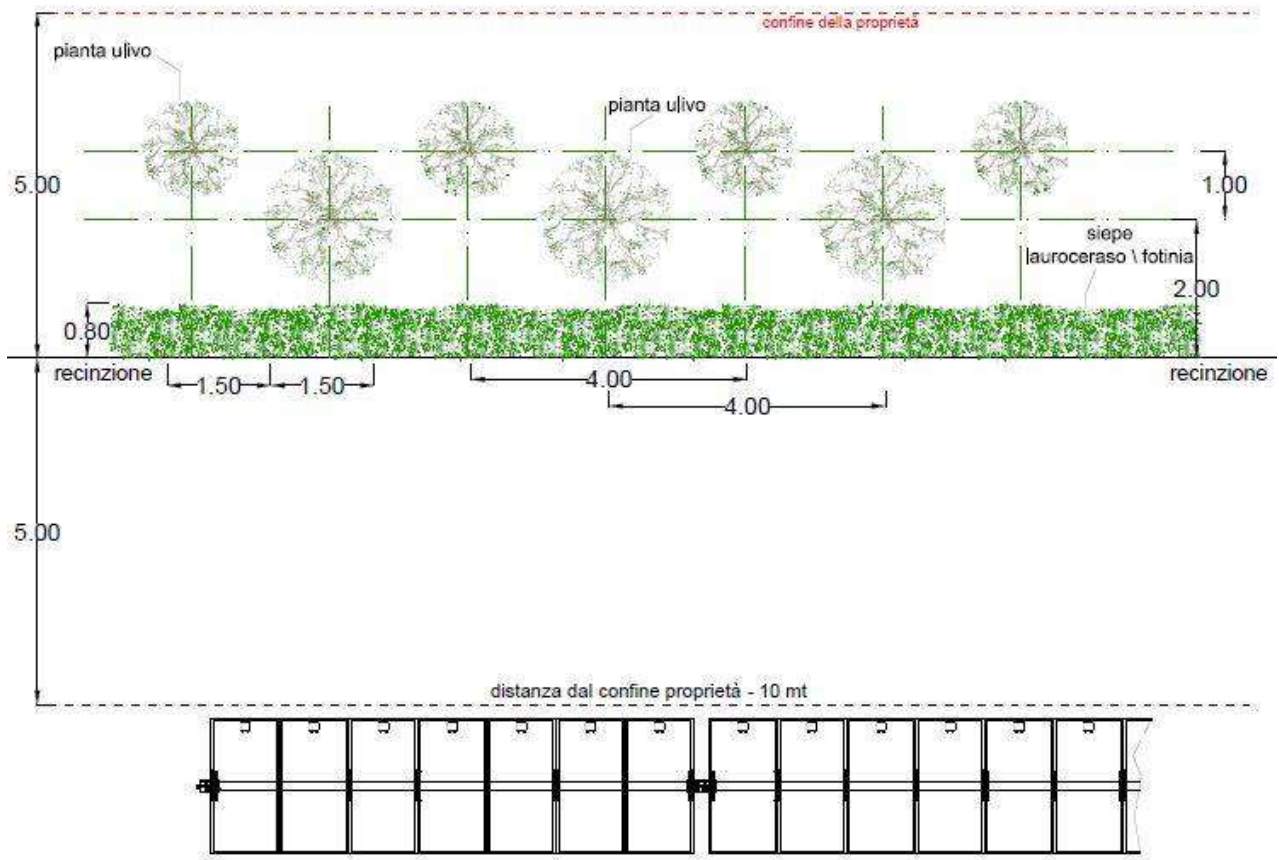 confine della proprietà
pianta ulivo
pianta ulivo
5.00
1.00
siepe
lauroceraso \ fotinia
2.00
0.80
recinzione
recinzione
1.50
1.50
4.00
4.00
5.00
distanza dal confine proprietà - 10 mt